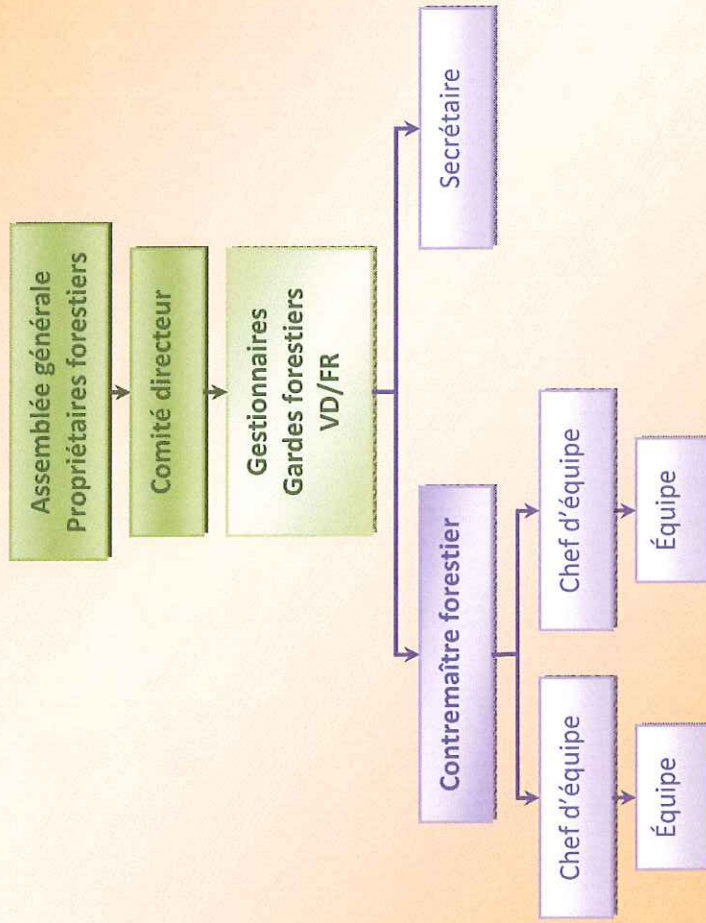 Assemblée générale
Propriétaires forestiers
Comité directeur
Gestionnaires
Gardes forestiers
VD/FR
Contremaître forestier
Secrétaire
Chef d'équipe
Chef d'équipe
Équipe
Équipe